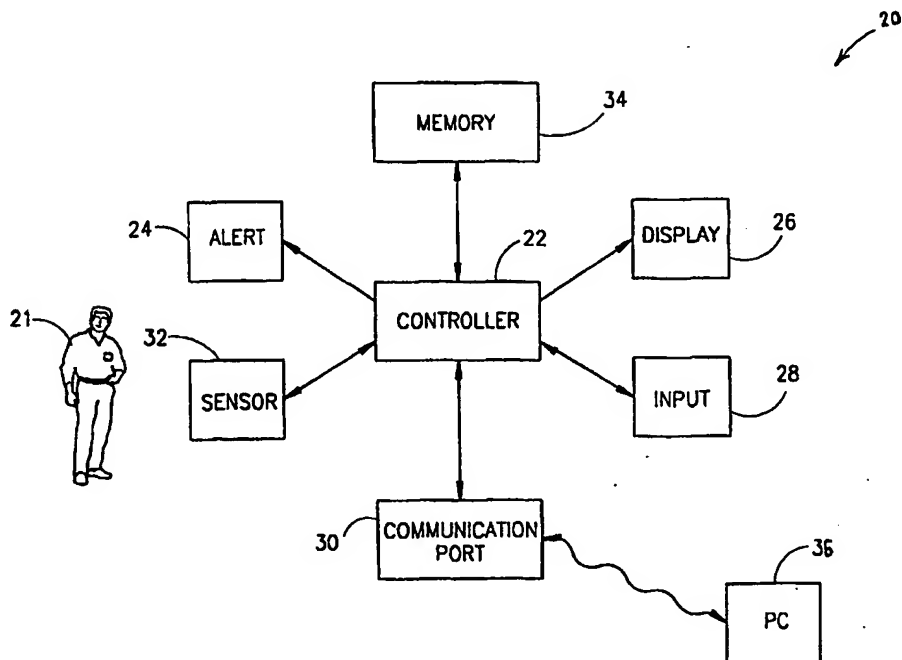 20
MEMORY
34
24
ALERT
22
DISPLAY
26
21
CONTROLLER
32
SENSOR
INPUT
28
30
COMMUNICATION
PORT
36
PC